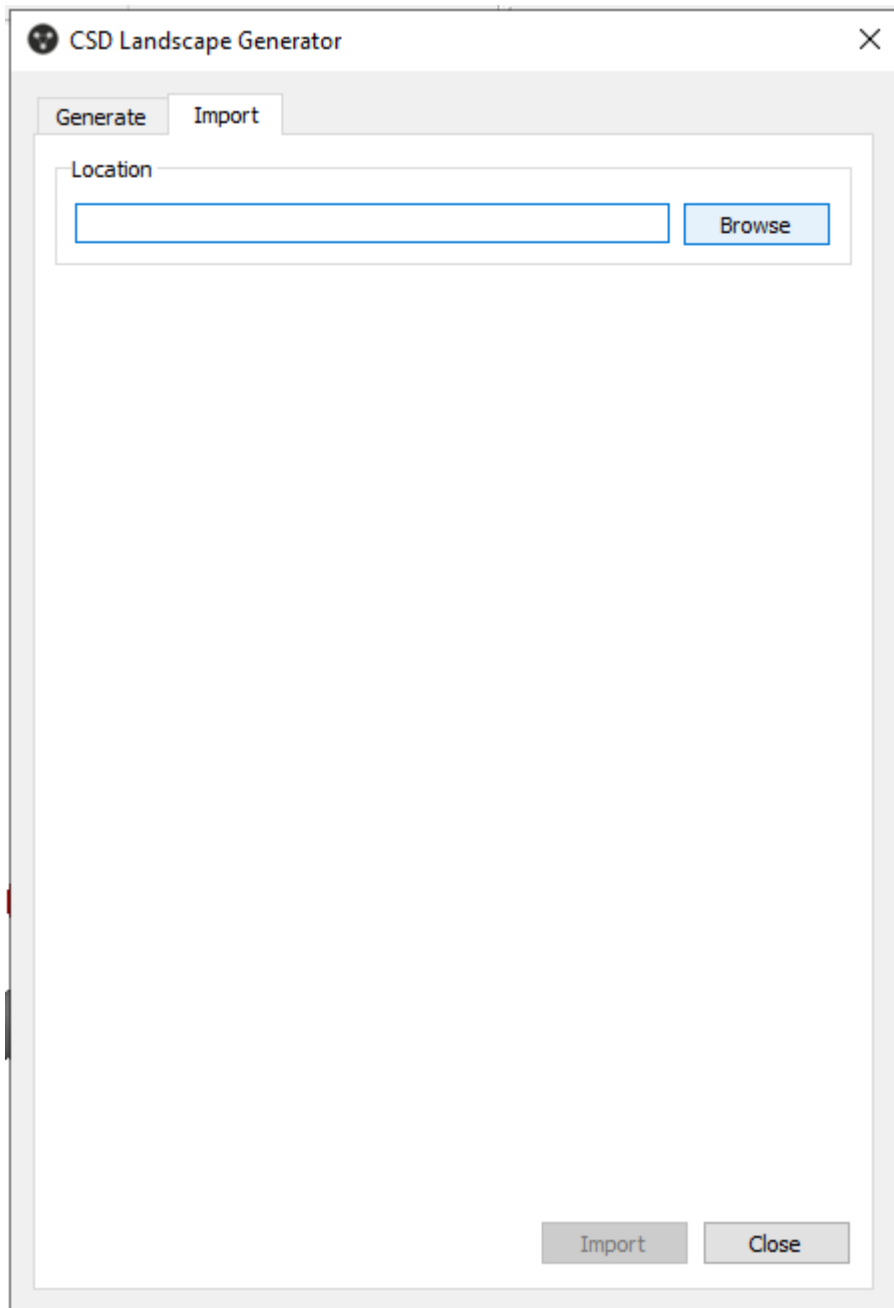 CSD Landscape Generator
Generate Import
Location
Browse
Import Close